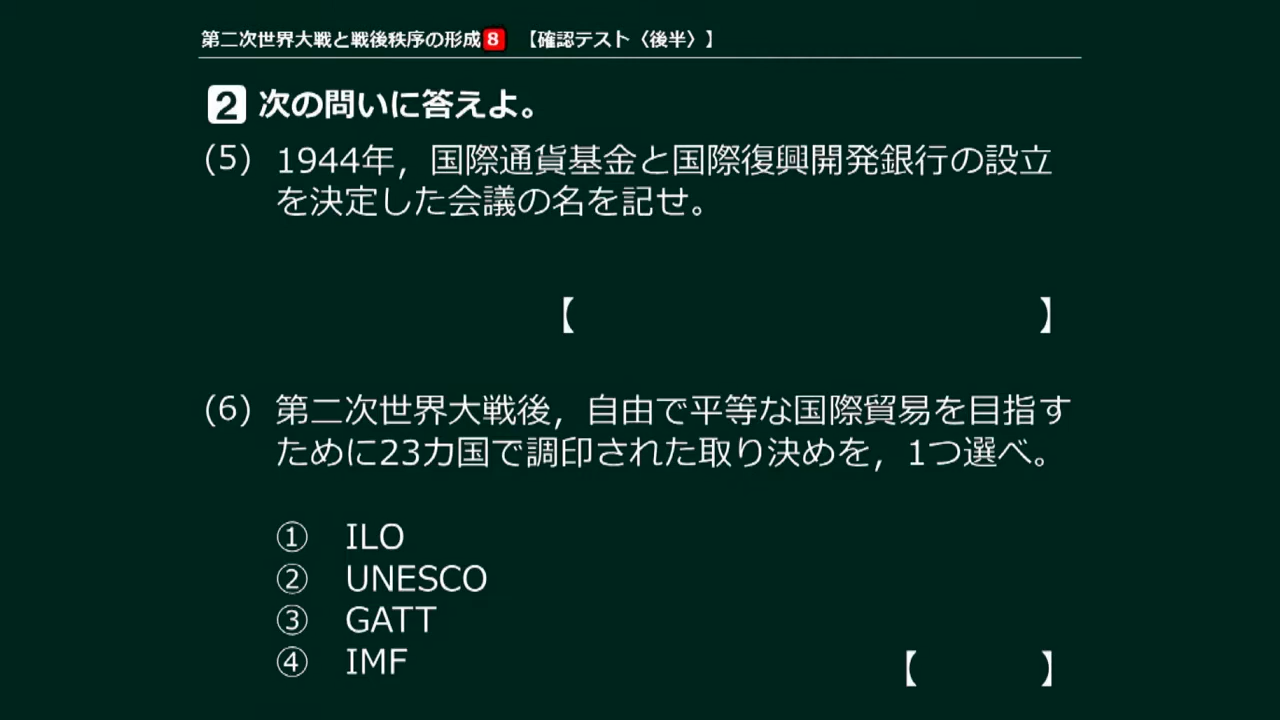 第二次世界大戦と戦後秩序の形成8 【確認テスト〈後半〉】
2 次の問いに答えよ。
(5) 1944年，国際通貨基金と国際復興開発銀行の設立
を決定した会議の名を記せ。
【 】
(6) 第二次世界大戦後，自由で平等な国際貿易を目指す
ために23カ国で調印された取り決めを，1つ選べ。
① ILO
② UNESCO
③ GATT
④ IMF
【 】